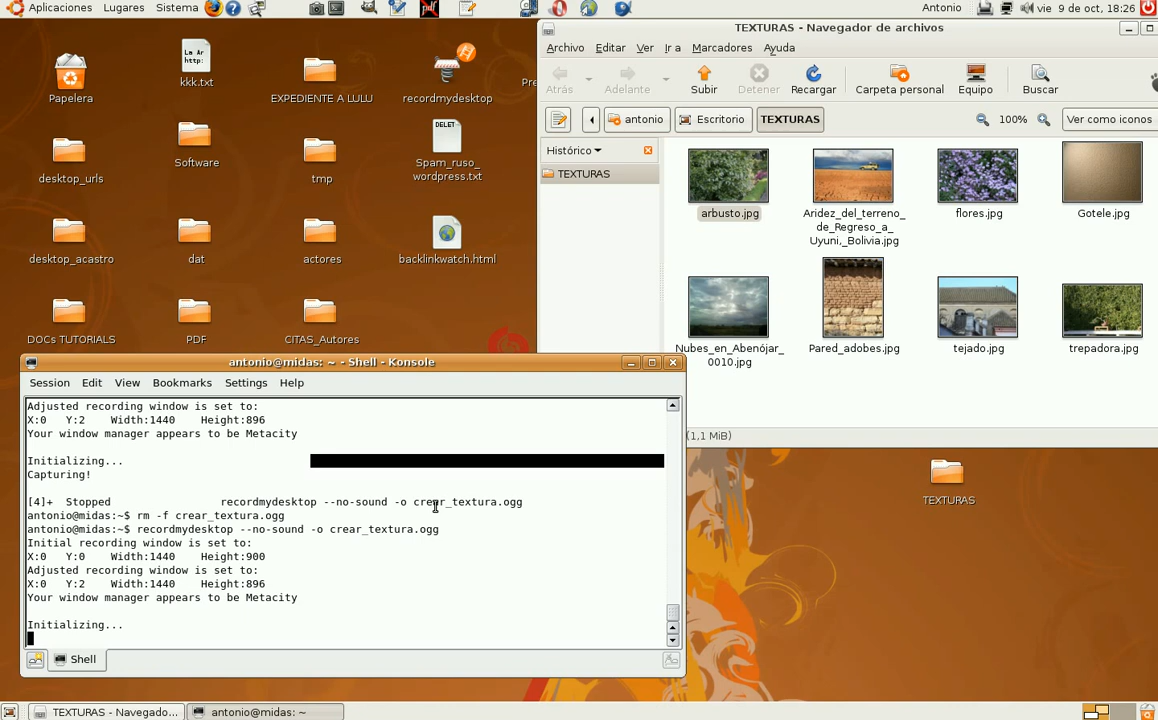 Aplicaciones Lugares Sistema
Antonio
vie 9 de oct, 18:26
Papelera
La Ar
http:
kkk.txt
EXPEDIENTE A LULU
recordmydesktop
Pre
desktop_urls
Software
tmp
DELET
Spam_ruso_
wordpress.txt
desktop_acastro
dat
actores
backlinkwatch.html
DOCs TUTORIALS
PDF
CITAS_Autores
TEXTURAS - Navegador de archivos
Archivo Editar Ver Ir a Marcadores Ayuda
Atrás Adelante Subir Detener Recargar Carpeta personal Equipo Buscar
antonio Escritorio TEXTURAS 100% Ver como iconos
Histórico
TEXTURAS
arbusto.jpg
Aridez_del_terreno_
de_Regreso_a_
Uyuni,_Bolivia.jpg
flores.jpg
Gotele.jpg
Nubes_en_Abenójar_
0010.jpg
Pared_adobes.jpg
tejado.jpg
trepadora.jpg
(1,1 MiB)
TEXTURAS
antonio@midas: ~ - Shell - Konsole
Session Edit View Bookmarks Settings Help
Adjusted recording window is set to:
X:0 Y:2 Width:1440 Height:896
Your window manager appears to be Metacity
Initializing...
Capturing!
[4]+ Stopped recordmydesktop --no-sound -o crear_textura.ogg
antonio@midas:~$ rm -f crear_textura.ogg
antonio@midas:~$ recordmydesktop --no-sound -o crear_textura.ogg
Initial recording window is set to:
X:0 Y:0 Width:1440 Height:900
Adjusted recording window is set to:
X:0 Y:2 Width:1440 Height:896
Your window manager appears to be Metacity
Initializing...
Shell
TEXTURAS - Navegado...
antonio@midas: ~